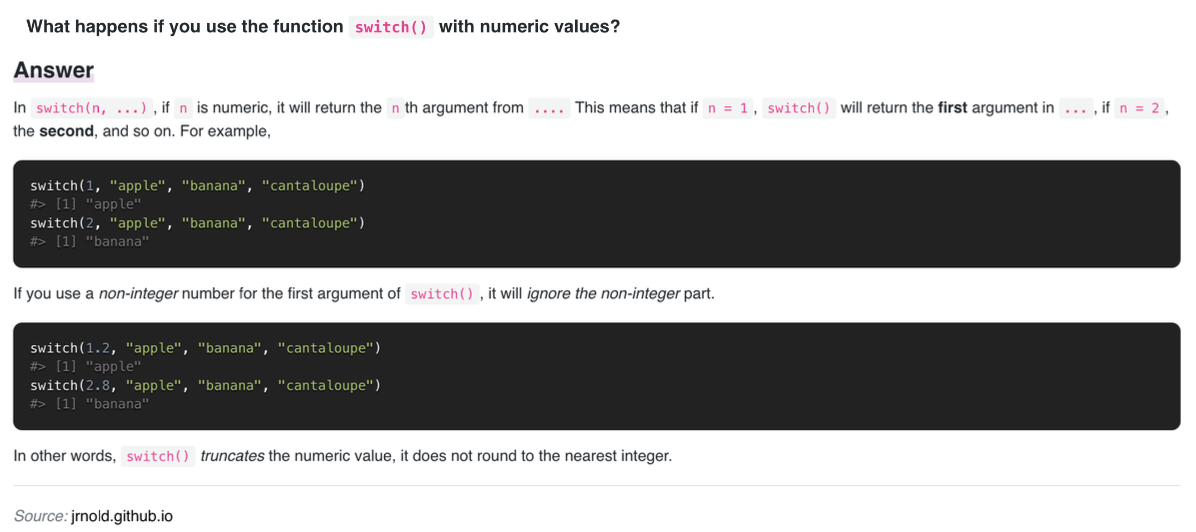 What happens if you use the function switch() with numeric values?
Answer
In switch(n, ...) , if n is numeric, it will return the n th argument from .... This means that if n = 1 , switch() will return the first argument in ... , if n = 2 ,
the second, and so on. For example,
switch(1, "apple", "banana", "cantaloupe")
#> [1] "apple"
switch(2, "apple", "banana", "cantaloupe")
#> [1] "banana"
If you use a non-integer number for the first argument of switch() , it will ignore the non-integer part.
switch(1.2, "apple", "banana", "cantaloupe")
#> [1] "apple"
switch(2.8, "apple", "banana", "cantaloupe")
#> [1] "banana"
In other words, switch() truncates the numeric value, it does not round to the nearest integer.
Source: jrnold.github.io